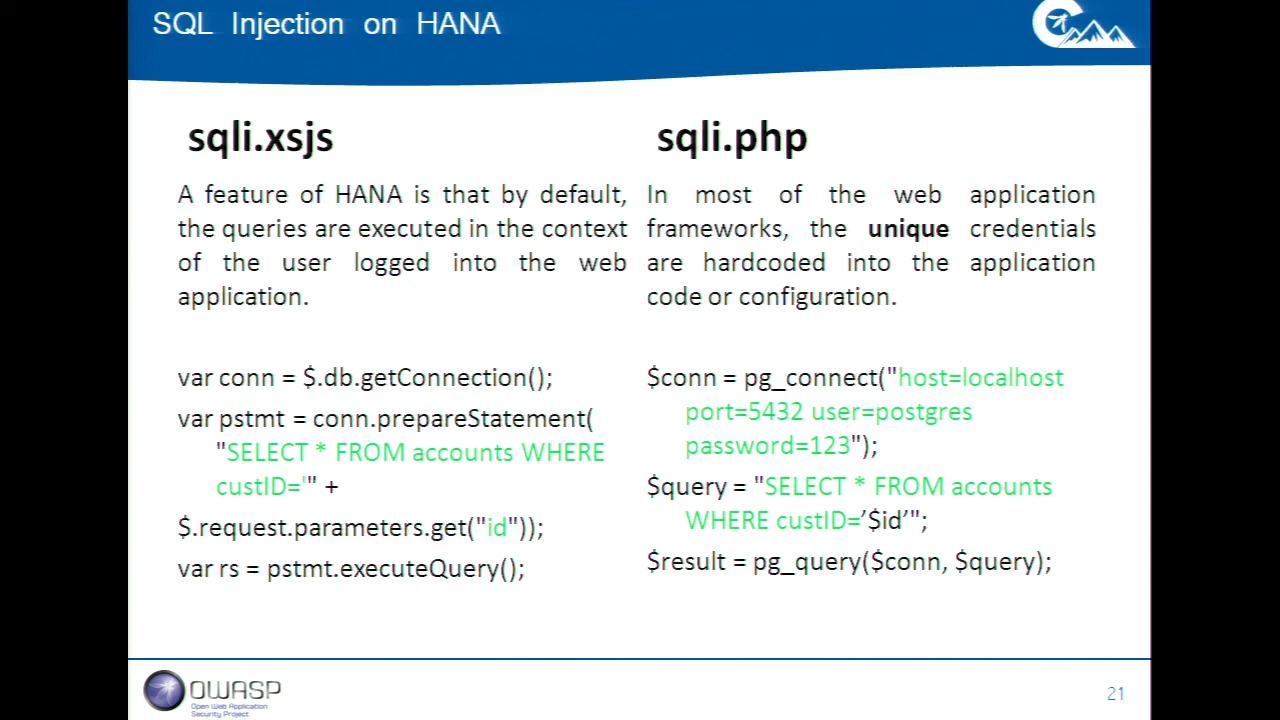 SQL Injection on HANA
sqli.xsjs
A feature of HANA is that by default,
the queries are executed in the context
of the user logged into the web
application.
var conn = $.db.getConnection();
var pstmt = conn.prepareStatement(
"SELECT * FROM accounts WHERE
custID='" +
$.request.parameters.get("id"));
var rs = pstmt.executeQuery();
sqli.php
In most of the web application
frameworks, the unique credentials
are hardcoded into the application
code or configuration.
$conn = pg_connect("host=localhost
port=5432 user=postgres
password=123");
$query = "SELECT * FROM accounts
WHERE custID=’$id’";
$result = pg_query($conn, $query);
OWASP
Open Web Application
Security Project
21